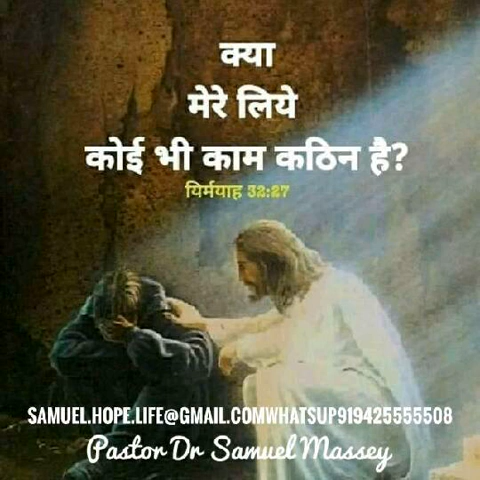 क्या
मेरे लिये
कोई भी काम कठिन है?
यिर्मयाह 32:27
SAMUEL.HOPE.LIFE@GMAIL.COMWHATSUP919425555508
Pastor Dr Samuel Massey